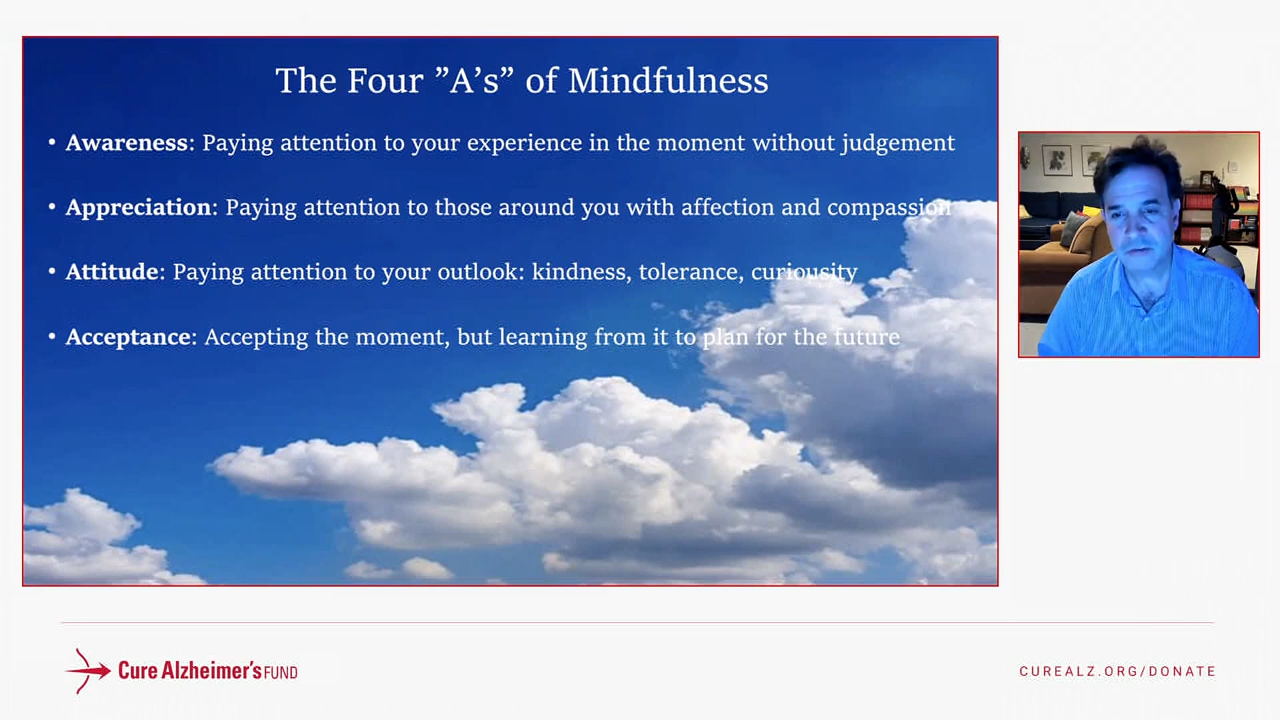 The Four ”A’s” of Mindfulness
• Awareness: Paying attention to your experience in the moment without judgement
• Appreciation: Paying attention to those around you with affection and compassion
• Attitude: Paying attention to your outlook: kindness, tolerance, curiousity
• Acceptance: Accepting the moment, but learning from it to plan for the future
Cure Alzheimer’s FUND
CUREALZ.ORG/DONATE